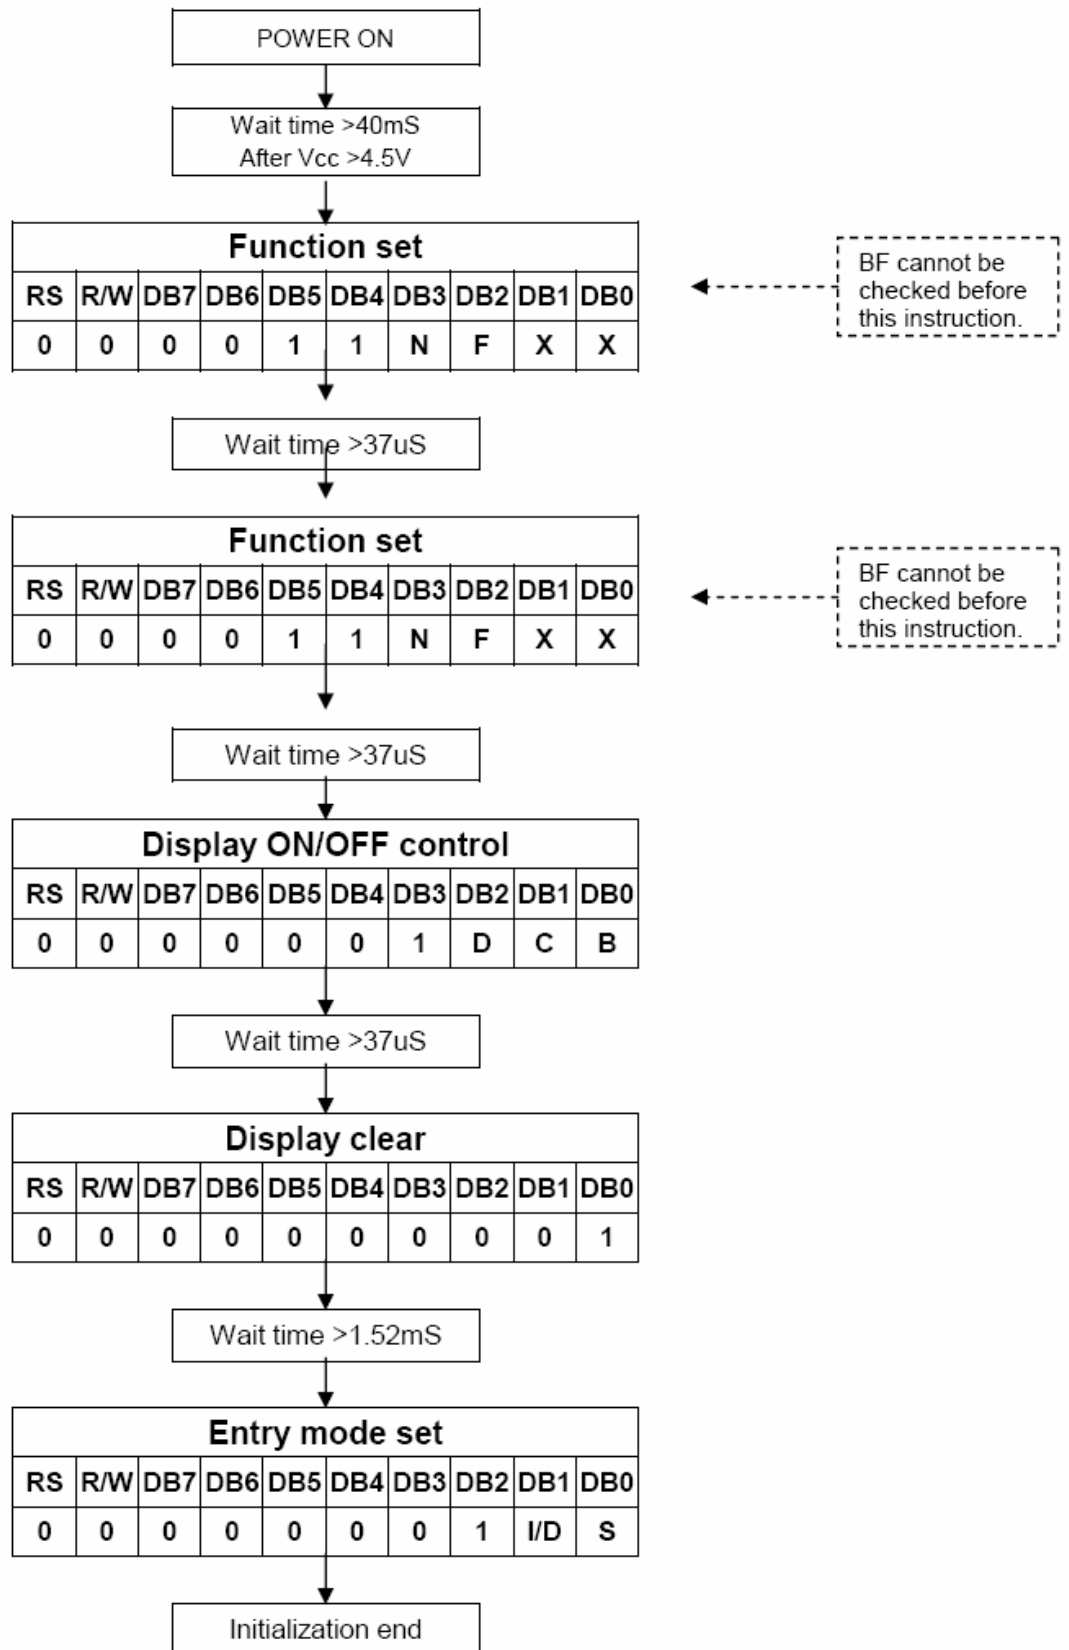 POWER ON
Wait time >40mS
After Vcc >4.5V
Function set
RS R/W DB7 DB6 DB5 DB4 DB3 DB2 DB1 DB0
0 0 0 0 1 1 N F X X
BF cannot be
checked before
this instruction.
Wait time >37uS
Function set
RS R/W DB7 DB6 DB5 DB4 DB3 DB2 DB1 DB0
0 0 0 0 1 1 N F X X
BF cannot be
checked before
this instruction.
Wait time >37uS
Display ON/OFF control
RS R/W DB7 DB6 DB5 DB4 DB3 DB2 DB1 DB0
0 0 0 0 0 0 1 D C B
Wait time >37uS
Display clear
RS R/W DB7 DB6 DB5 DB4 DB3 DB2 DB1 DB0
0 0 0 0 0 0 0 0 0 1
Wait time >1.52mS
Entry mode set
RS R/W DB7 DB6 DB5 DB4 DB3 DB2 DB1 DB0
0 0 0 0 0 0 0 1 I/D S
Initialization end